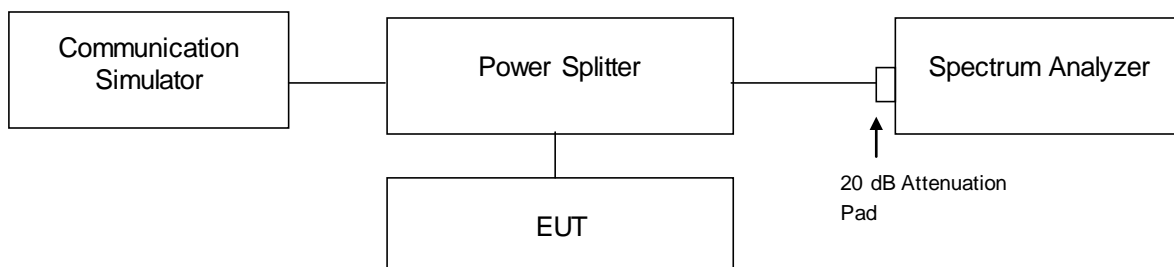 Communication
Simulator
Power Splitter
Spectrum Analyzer
20 dB Attenuation
Pad
EUT